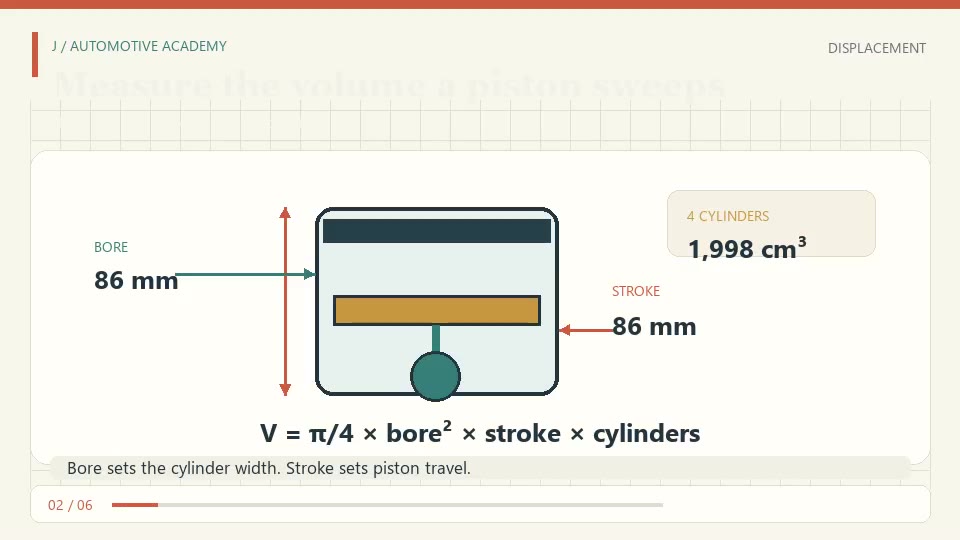 J / AUTOMOTIVE ACADEMY
DISPLACEMENT
Measure the volume a piston sweeps
4 CYLINDERS
1,998 cm³
BORE
86 mm
STROKE
86 mm
V = π/4 × bore² × stroke × cylinders
Bore sets the cylinder width. Stroke sets piston travel.
02 / 06